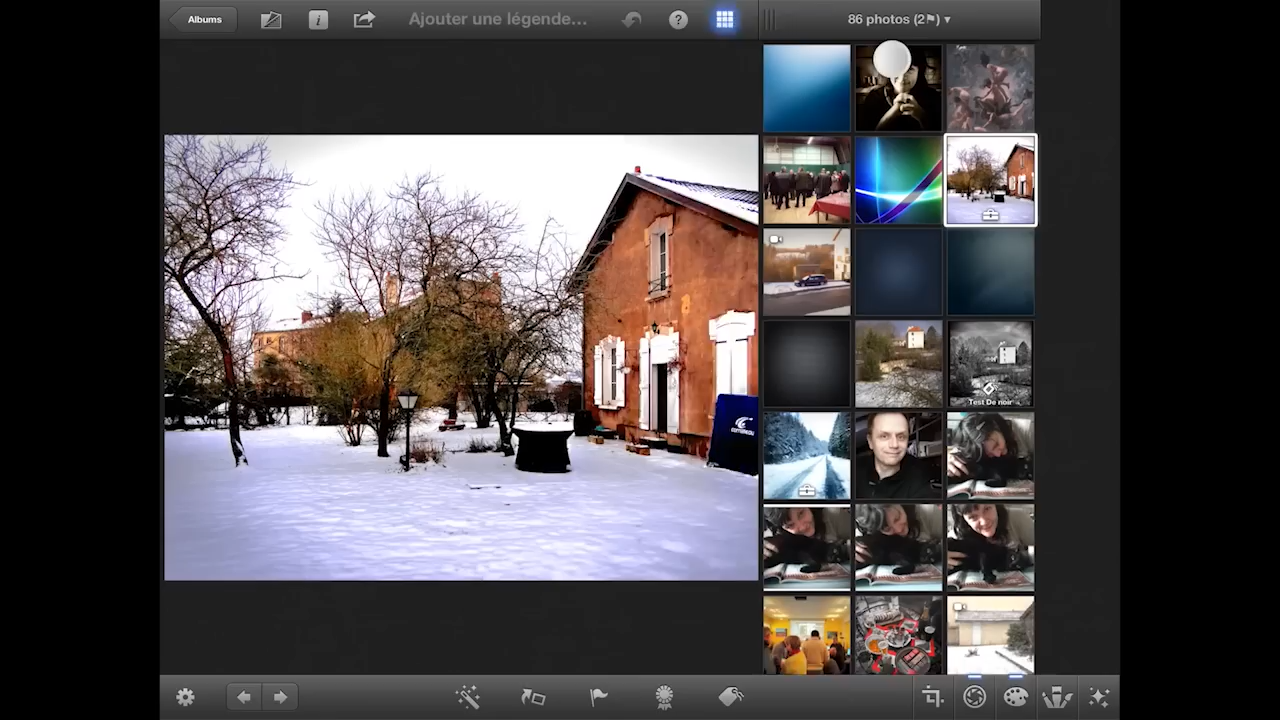 Albums
Ajouter une légende...
86 photos (2⚑) ▾
Test De noir